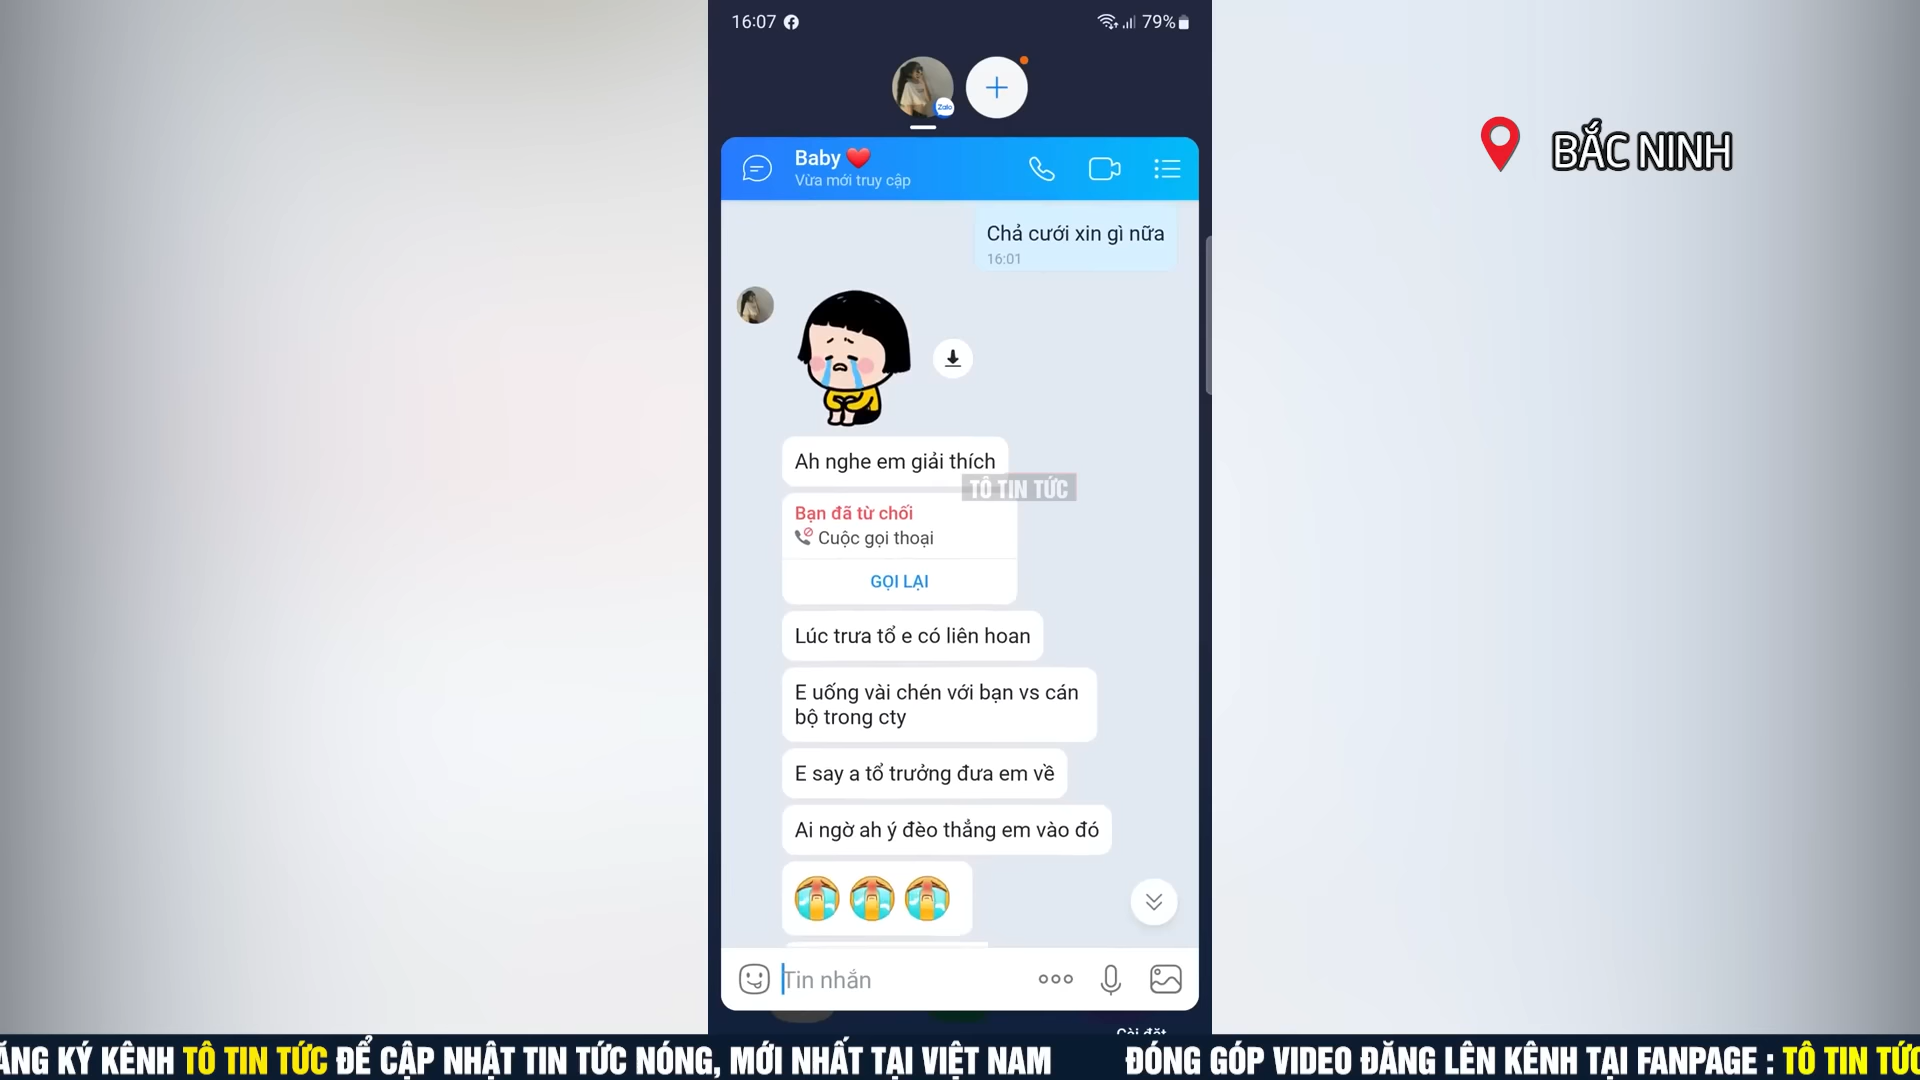 16:07
79%
Zalo
Baby
Vừa mới truy cập
BẮC NINH
Chả cưới xin gì nữa
16:01
Ah nghe em giải thích
TÔ TIN TỨC
Bạn đã từ chối
Cuộc gọi thoại
GỌI LẠI
Lúc trưa tổ e có liên hoan
E uống vài chén với bạn vs cán
bộ trong cty
E say a tổ trưởng đưa em về
Ai ngờ ah ý đèo thẳng em vào đó
Tin nhắn
Cài đặt
ĂNG KÝ KÊNH TÔ TIN TỨC ĐỂ CẬP NHẬT TIN TỨC NÓNG, MỚI NHẤT TẠI VIỆT NAM ĐÓNG GÓP VIDEO ĐĂNG LÊN KÊNH TẠI FANPAGE : TÔ TIN TỨC